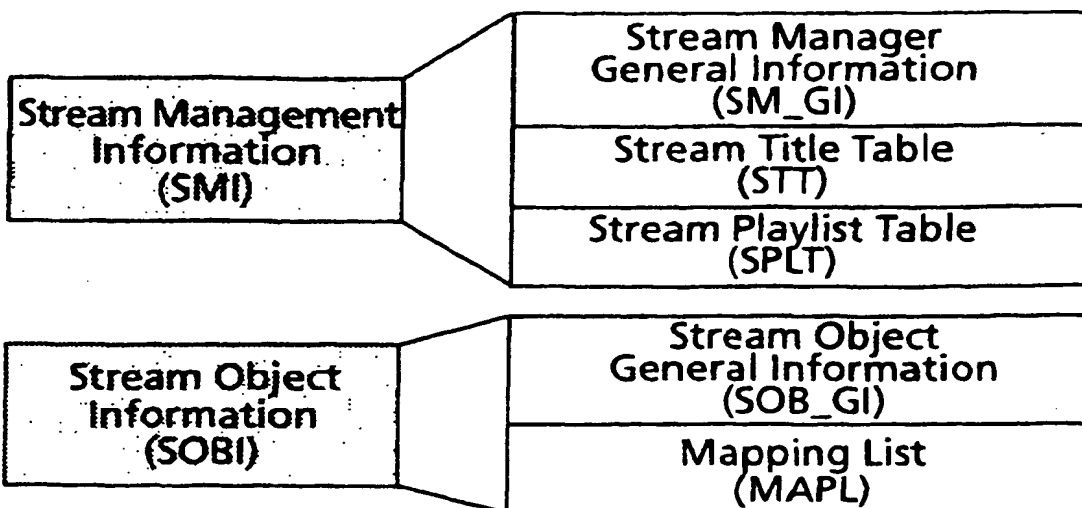 Stream Management
Information
(SMI)
Stream Manager
General Information
(SM_GI)
Stream Title Table
(STT)
Stream Playlist Table
(SPLT)
Stream Object
Information
(SOBI)
Stream Object
General Information
(SOB_GI)
Mapping List
(MAPL)